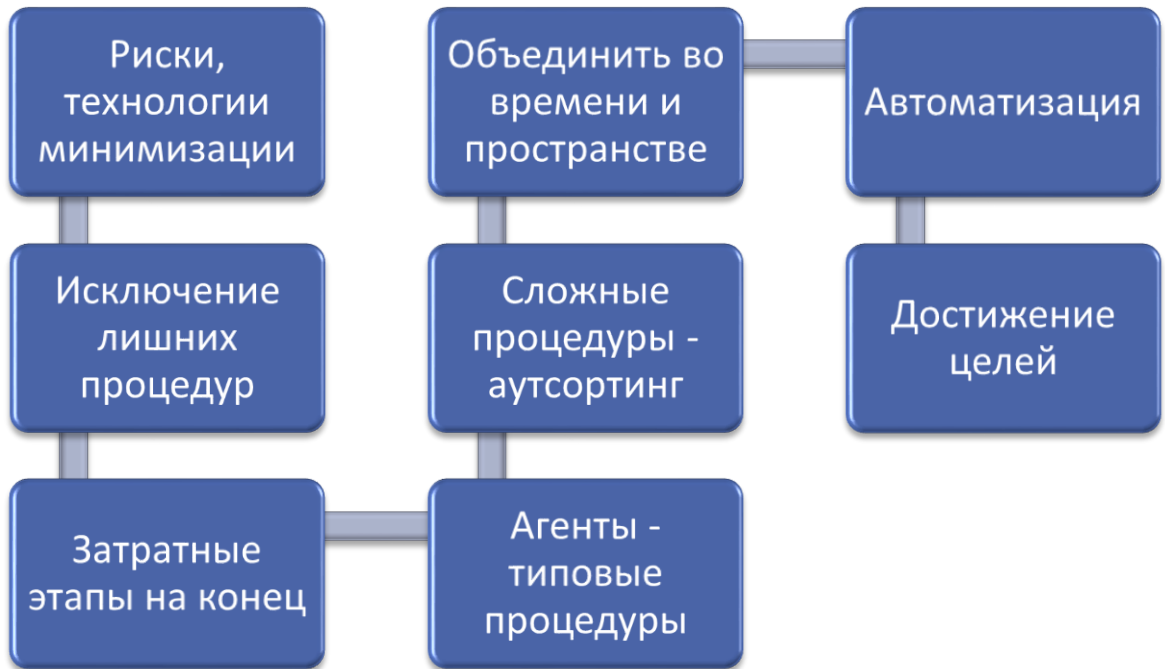 Риски,
технологии
минимизации
Исключение
лишних
процедур
Затратные
этапы на конец
Агенты -
типовые
процедуры
Сложные
процедуры -
аутсортинг
Объединить во
времени и
пространстве
Автоматизация
Достижение
целей